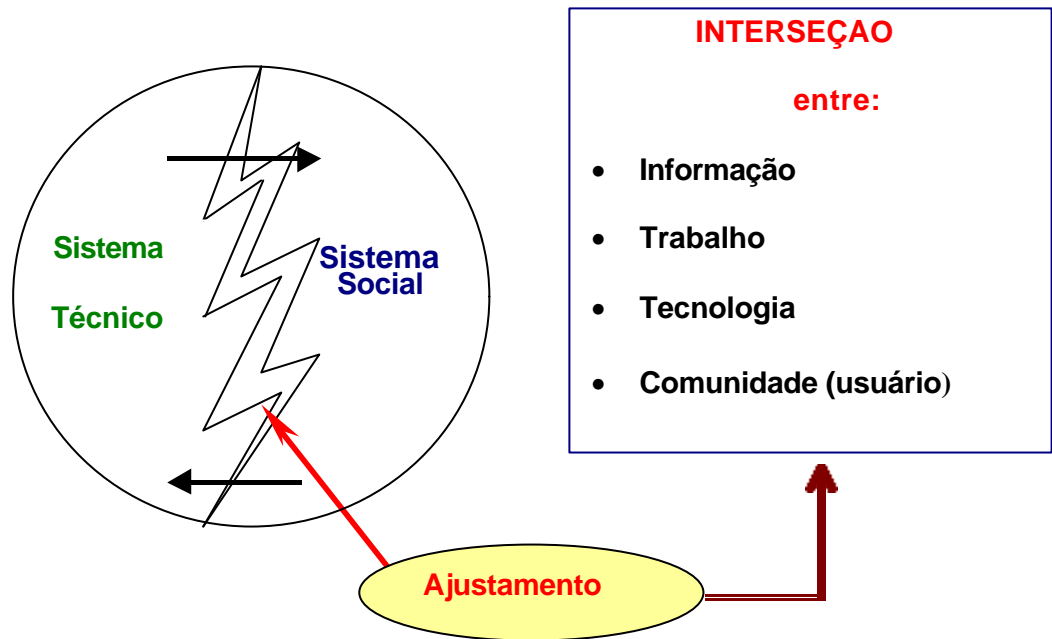 Sistema
Técnico
Sistema
Social
INTERSEÇAO
entre:
• Informação
• Trabalho
• Tecnologia
• Comunidade (usuário)
Ajustamento